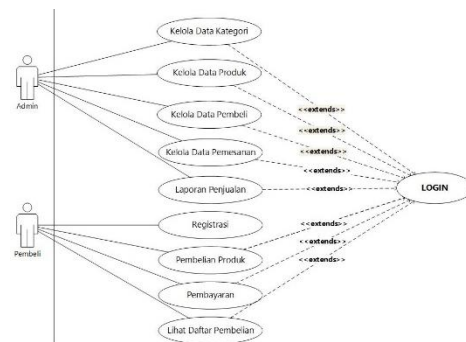 Kelola Data Kategori
Kelola Data Produk
Admin
<<extends>>
Kelola Data Pembeli
<<extends>>
<<extends>>
Kelola Data Pemesanan
<<extends>>
Laporan Penjualan
<<extends>>
LOGIN
Registrasi
<<extends>>
Pembeli
<<extends>>
Pembelian Produk
<<extends>>
Pembayaran
Lihat Daftar Pembelian